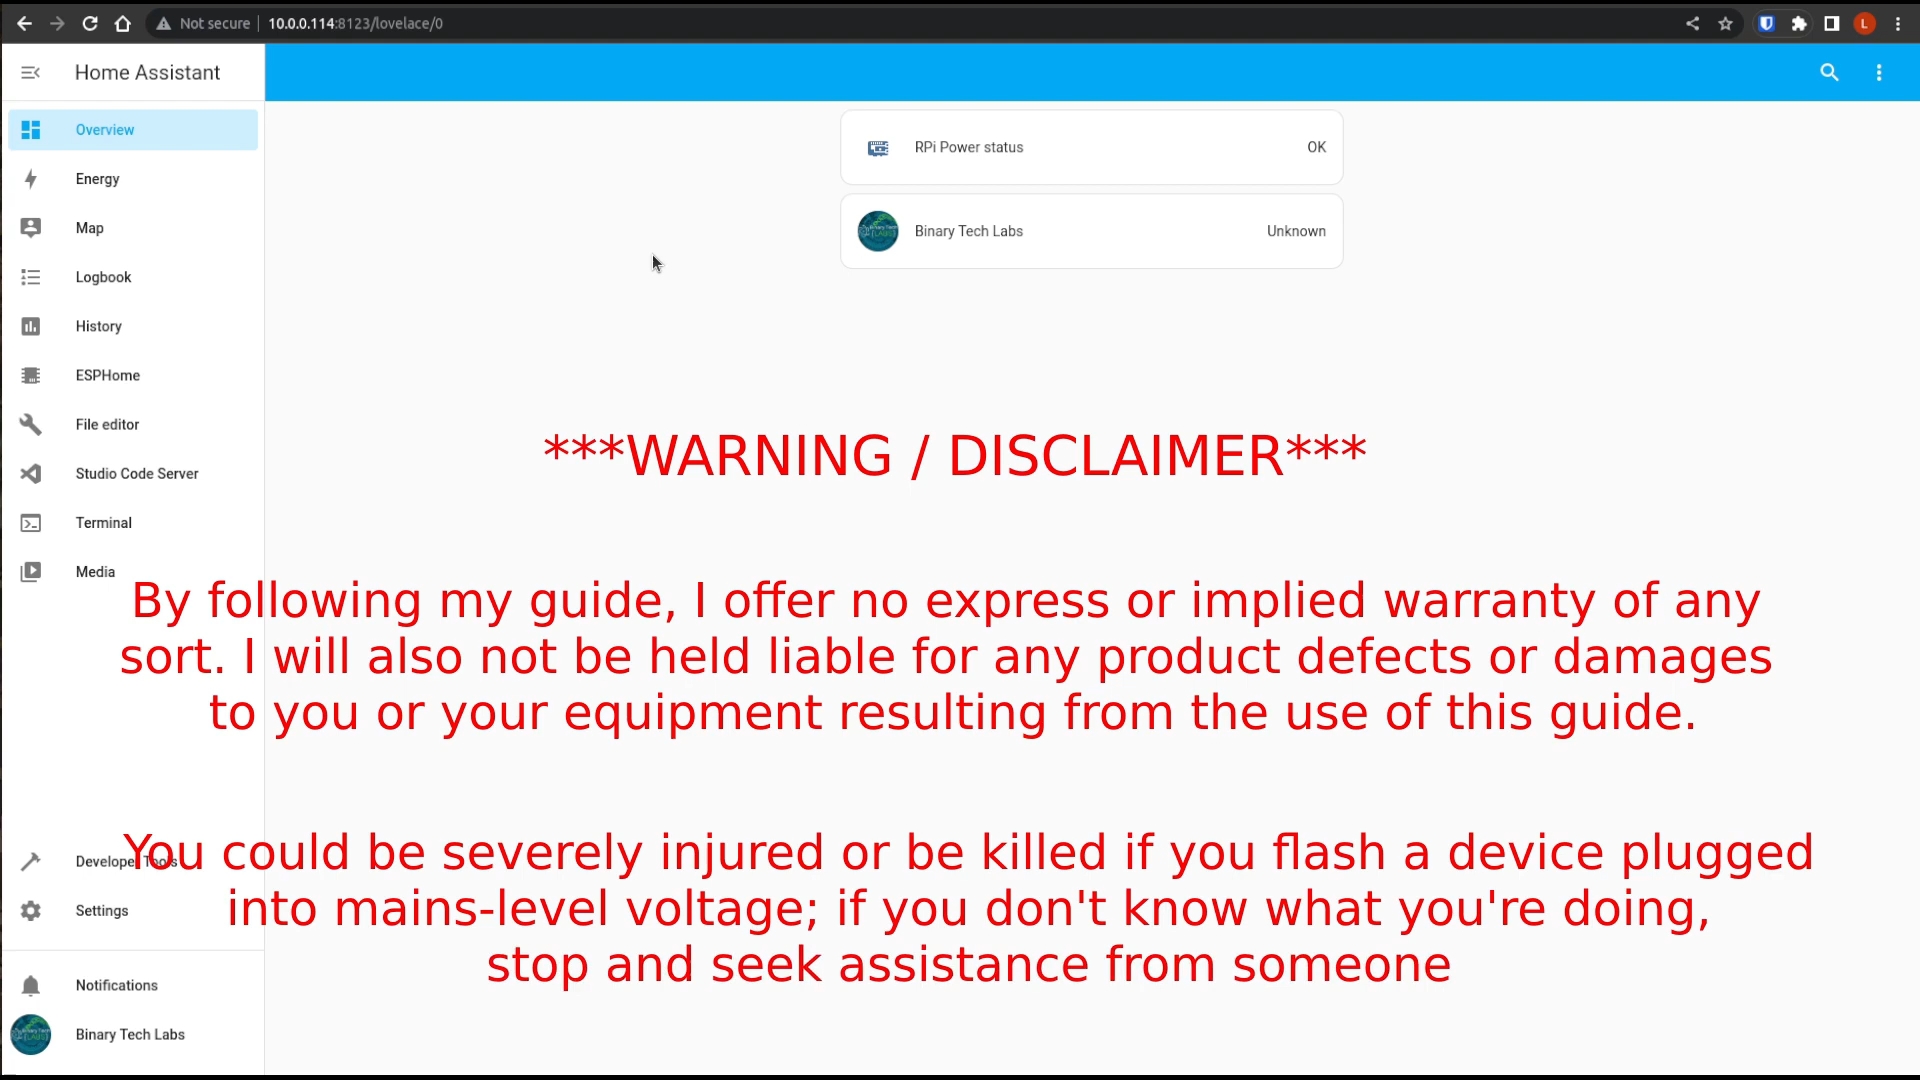 Not secure 10.0.0.114:8123/lovelace/0
L
Home Assistant
Overview
Energy
Map
Logbook
History
ESPHome
File editor
Studio Code Server
Terminal
Media
Developer Tools
Settings
Notifications
Binary Tech Labs
RPi Power status OK
Binary Tech Labs Unknown
***WARNING / DISCLAIMER***
By following my guide, I offer no express or implied warranty of any
sort. I will also not be held liable for any product defects or damages
to you or your equipment resulting from the use of this guide.
You could be severely injured or be killed if you flash a device plugged
into mains-level voltage; if you don't know what you're doing,
stop and seek assistance from someone